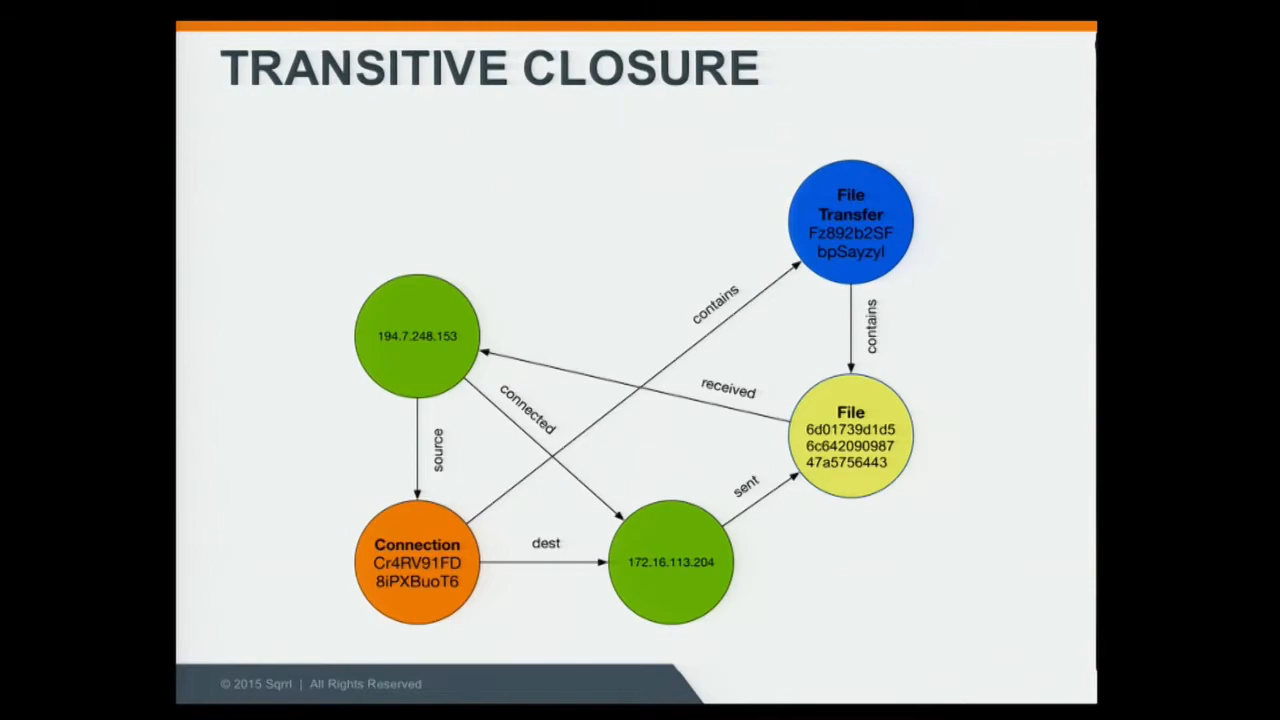 TRANSITIVE CLOSURE
File
Transfer
Fz892b2SF
bpSayzyl
contains
contains
194.7.248.153
received
connected
File
6d01739d1d5
6c642090987
47a5756443
source
sent
Connection
Cr4RV91FD
8iPXBuoT6
dest
172.16.113.204
© 2015 Sqrrl | All Rights Reserved